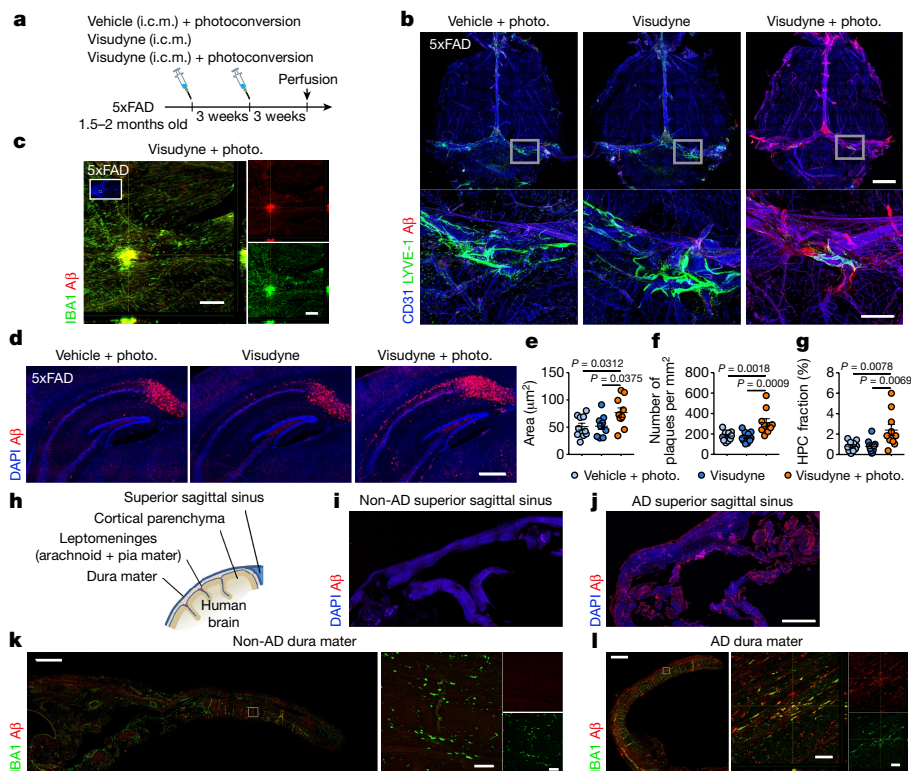 a
Vehicle (i.c.m.) + photoconversion
Visudyne (i.c.m.)
Visudyne (i.c.m.) + photoconversion
Perfusion
5xFAD
3 weeks
3 weeks
1.5–2 months old
b
Vehicle + photo.
Visudyne
Visudyne + photo.
5xFAD
CD31 LYVE-1 Aβ
c
Visudyne + photo.
5xFAD
IBA1 Aβ
d
Vehicle + photo.
Visudyne
Visudyne + photo.
5xFAD
DAPI Aβ
e
P = 0.0312
P = 0.0375
Area (µm²)
150
100
50
0
f
P = 0.0018
P = 0.0009
Number of
plaques per mm²
800
600
400
200
0
g
P = 0.0078
P = 0.0069
HPC fraction (%)
6
4
2
0
Vehicle + photo.
Visudyne
Visudyne + photo.
h
Superior sagittal sinus
Cortical parenchyma
Leptomeninges
(arachnoid + pia mater)
Dura mater
Human
brain
i
Non-AD superior sagittal sinus
DAPI Aβ
j
AD superior sagittal sinus
DAPI Aβ
k
Non-AD dura mater
IBA1 Aβ
l
AD dura mater
IBA1 Aβ